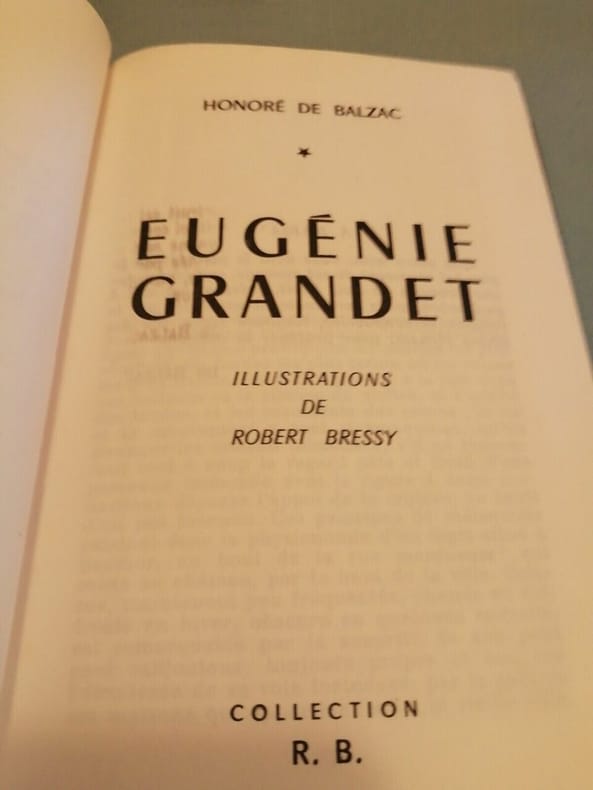 HONORÉ DE BALZAC
EUGÉNIE
GRANDET
ILLUSTRATIONS
DE
ROBERT BRESSY
COLLECTION
R. B.